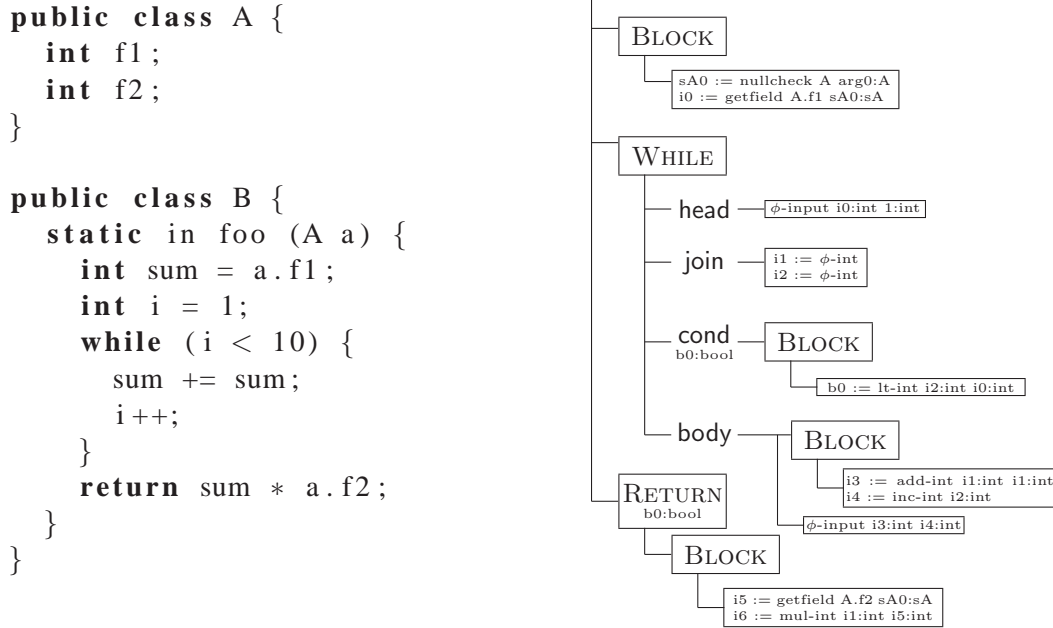 public class A {
int f1;
int f2;
}
public class B {
static in foo (A a) {
int sum = a.f1;
int i = 1;
while (i < 10) {
sum += sum;
i++;
}
return sum * a.f2;
}
}
BLOCK
sA0 := nullcheck A arg0:A
i0 := getfield A.f1 sA0:sA
WHILE
head
ϕ-input i0:int 1:int
join
i1 := ϕ-int
i2 := ϕ-int
cond
b0:bool
BLOCK
b0 := lt-int i2:int i0:int
body
BLOCK
i3 := add-int i1:int i1:int
i4 := inc-int i2:int
ϕ-input i3:int i4:int
RETURN
b0:bool
BLOCK
i5 := getfield A.f2 sA0:sA
i6 := mul-int i1:int i5:int